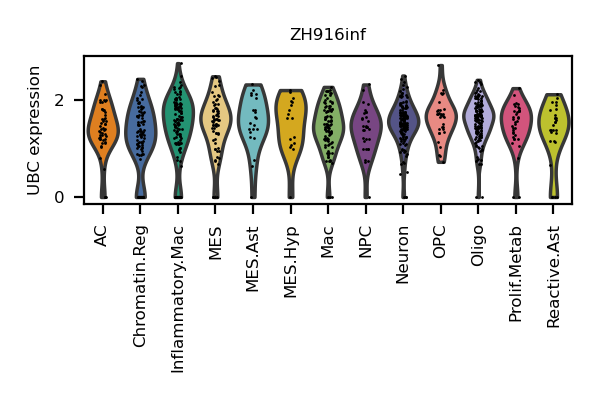 ZH916inf
UBC expression
2
0
AC
Chromatin.Reg
Inflammatory.Mac
MES
MES.Ast
MES.Hyp
Mac
NPC
Neuron
OPC
Oligo
Prolif.Metab
Reactive.Ast